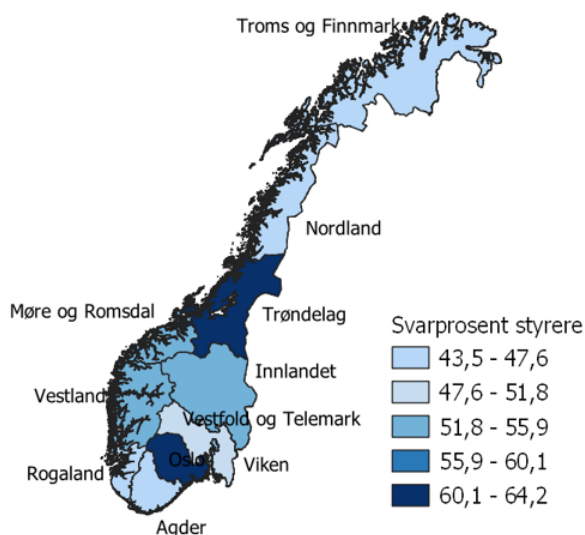 Troms og Finnmark
Nordland
Møre og Romsdal
Trøndelag
Svarprosent styrere
43,5 - 47,6
Innlandet
47,6 - 51,8
Vestland
Vestfold og Telemark
51,8 - 55,9
Oslo
Viken
55,9 - 60,1
Rogaland
60,1 - 64,2
Agder